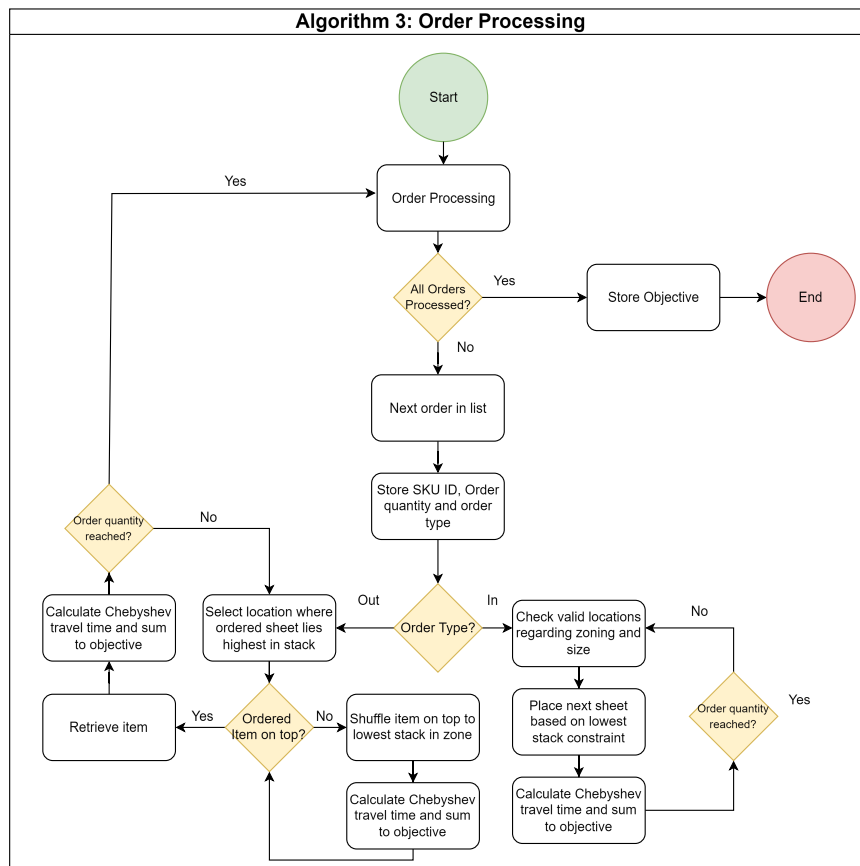 Algorithm 3: Order Processing
Start
Yes
Order Processing
All Orders
Processed?
Yes
Store Objective
End
No
Next order in list
Store SKU ID, Order
quantity and order
type
Order quantity
reached?
No
Calculate Chebyshev
travel time and sum
to objective
Select location where
ordered sheet lies
highest in stack
Out
Order Type?
In
Check valid locations
regarding zoning and
size
No
Retrieve item
Yes
Ordered
Item on top?
No
Shuffle item on top to
lowest stack in zone
Place next sheet
based on lowest
stack constraint
Order quantity
reached?
Yes
Calculate Chebyshev
travel time and sum
to objective
Calculate Chebyshev
travel time and sum
to objective